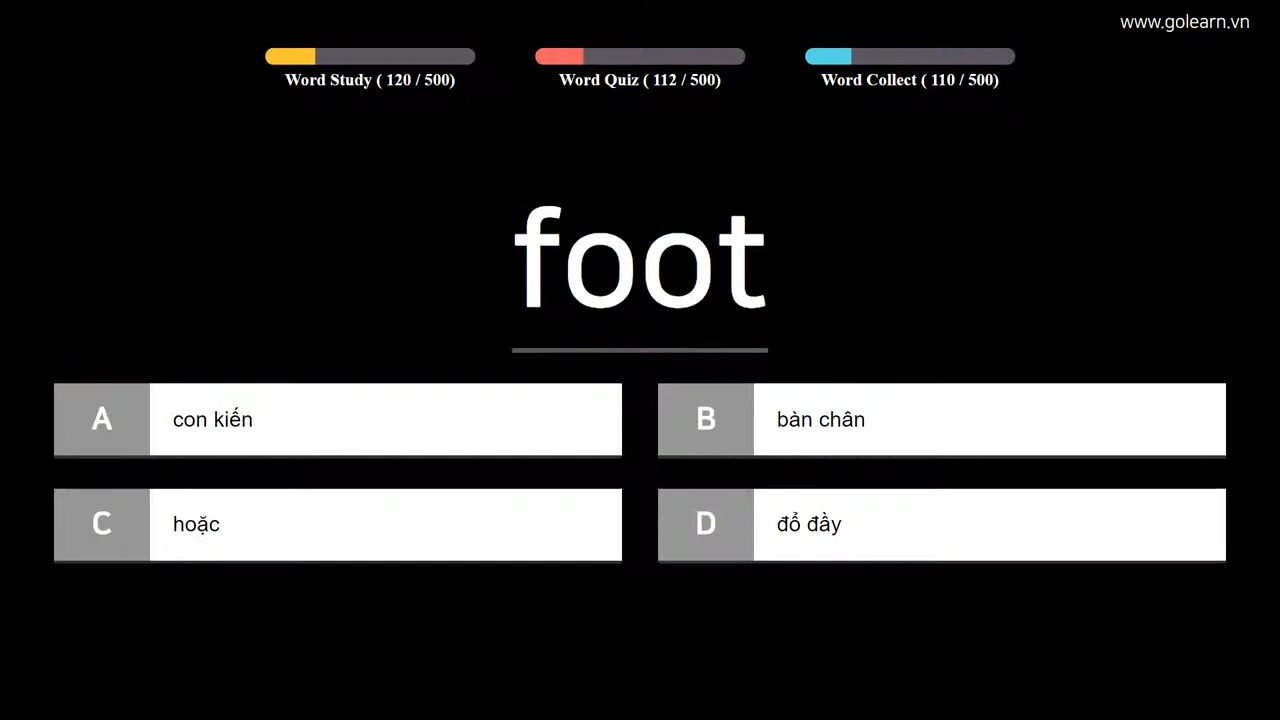 www.golearn.vn
Word Study ( 120 / 500)
Word Quiz ( 112 / 500)
Word Collect ( 110 / 500)
foot
A con kiến
B bàn chân
C hoặc
D đổ đầy